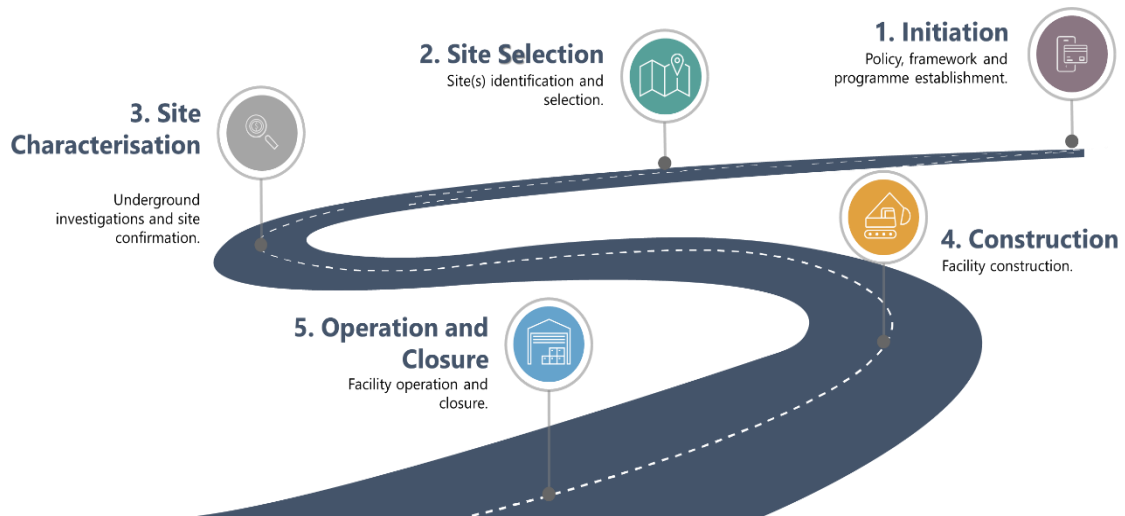 1. Initiation
Policy, framework and
programme establishment.
2. Site Selection
Site(s) identification and
selection.
3. Site
Characterisation
Underground
investigations and site
confirmation.
4. Construction
Facility construction.
5. Operation and
Closure
Facility operation and
closure.